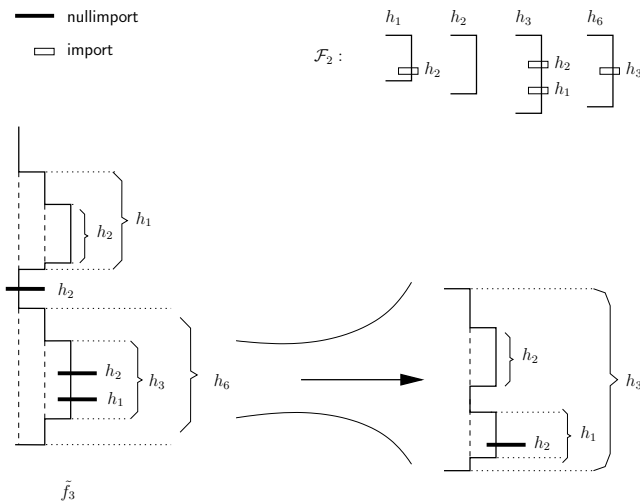 nullimport
import
h₁ h₂ h₃ h₆
𝓕₂ :
h₂ h₂ h₁ h₃
h₁
h₂
h₂
h₂
h₁
h₃
h₆
h₂
h₃
h₂
h₁
f̃₃